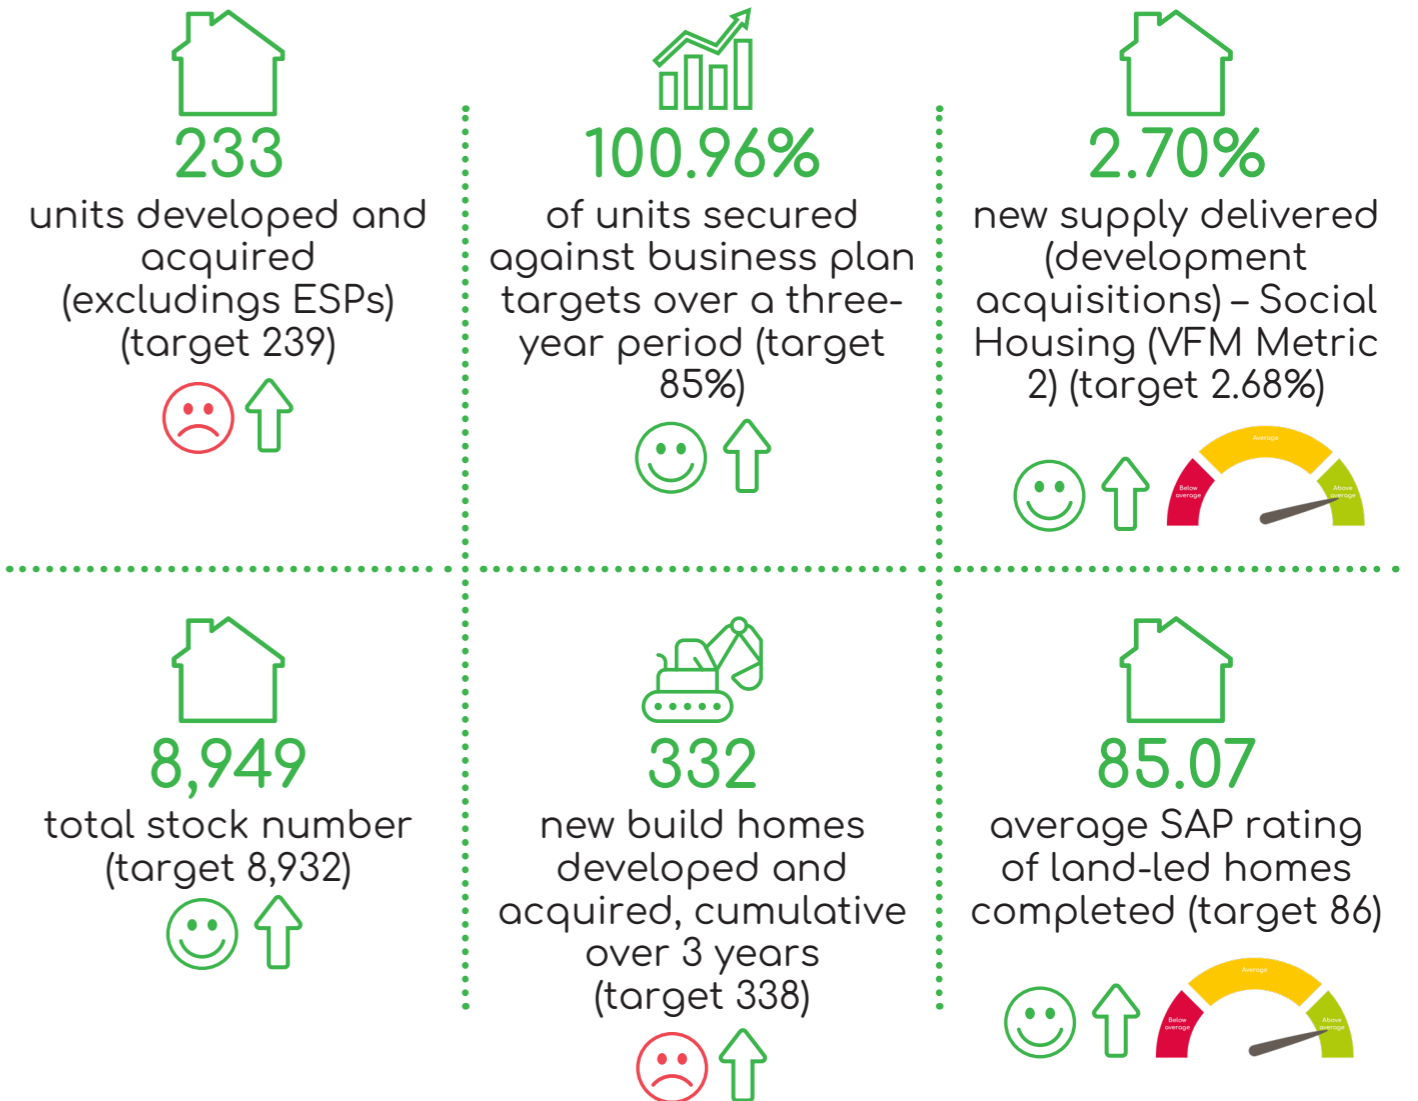 233
units developed and
acquired
(excludings ESPs)
(target 239)
100.96%
of units secured
against business plan
targets over a three-
year period (target
85%)
2.70%
new supply delivered
(development
acquisitions) – Social
Housing (VFM Metric
2) (target 2.68%)
Below
average
Average
Above
average
8,949
total stock number
(target 8,932)
332
new build homes
developed and
acquired, cumulative
over 3 years
(target 338)
85.07
average SAP rating
of land-led homes
completed (target 86)
Below
average
Average
Above
average